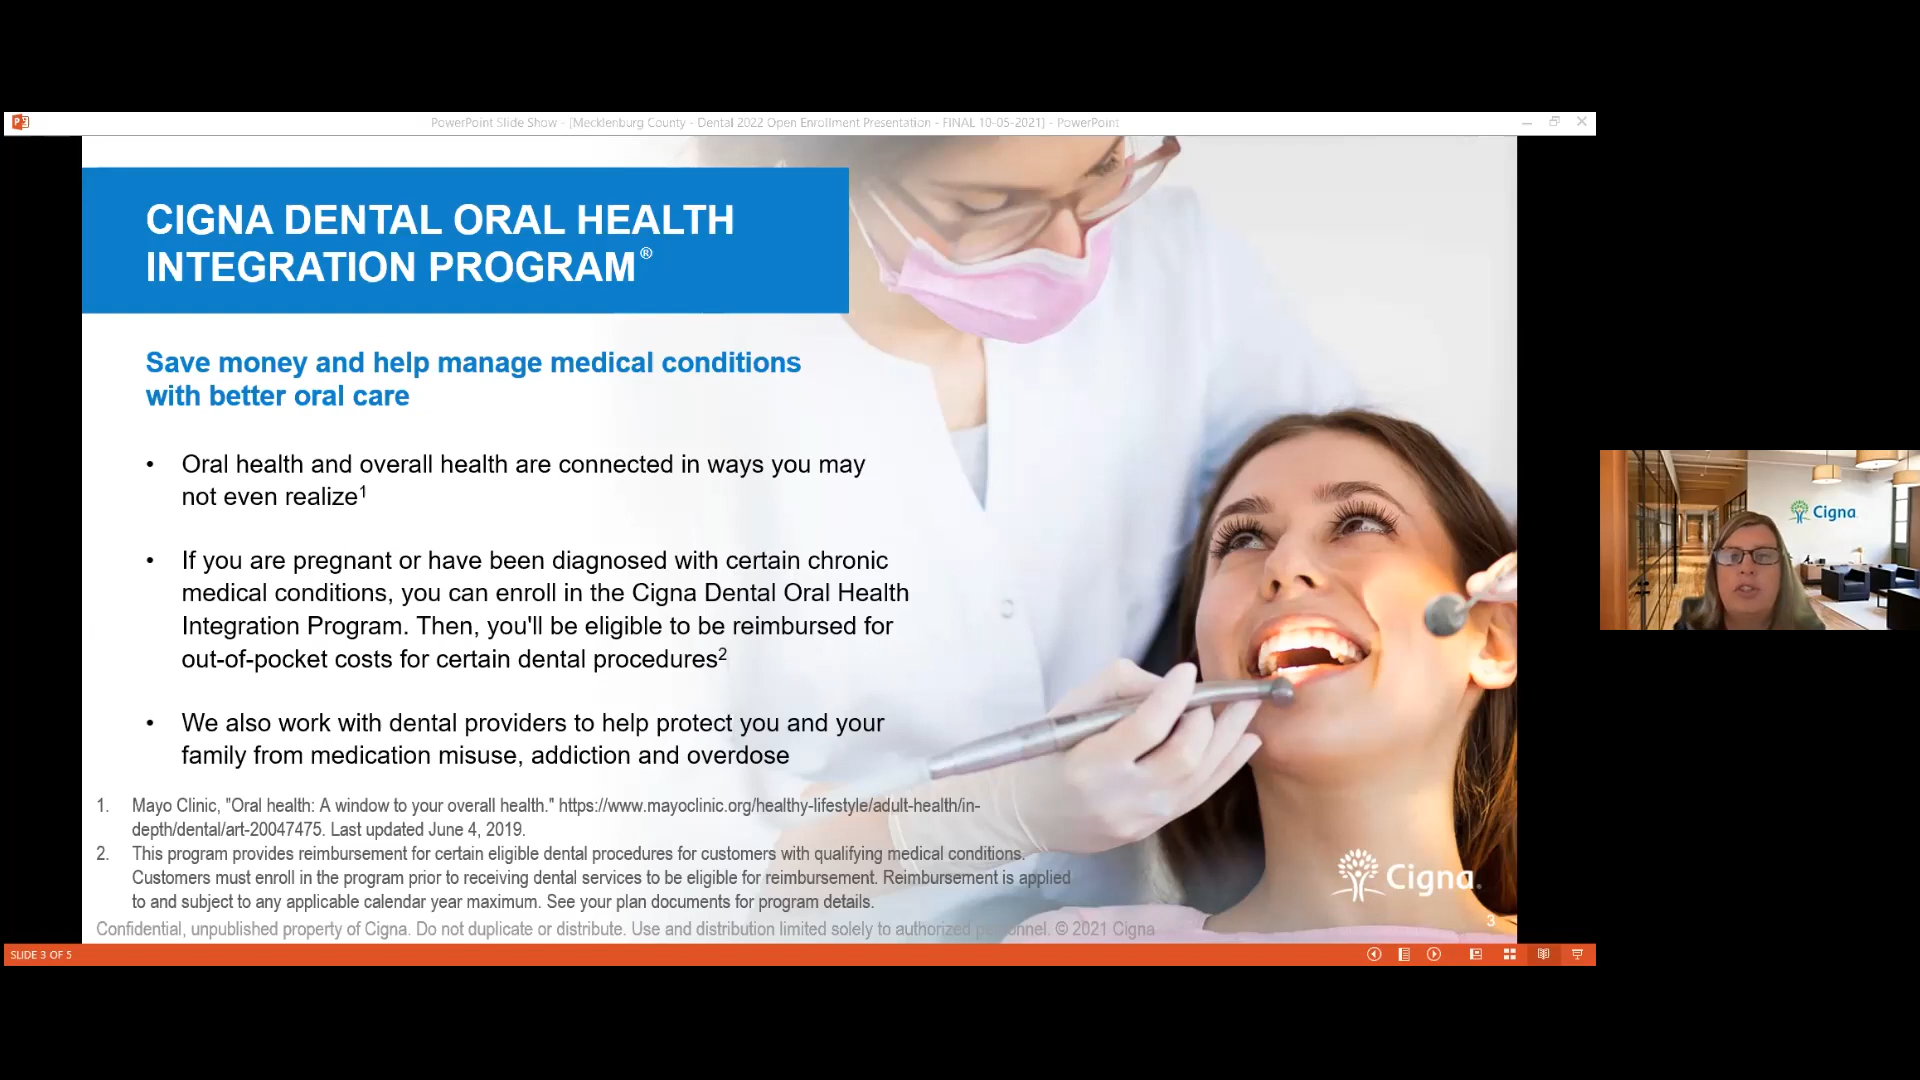 PowerPoint Slide Show - [Mecklenburg County - Dental 2022 Open Enrollment Presentation - FINAL 10-05-2021] - PowerPoint
CIGNA DENTAL ORAL HEALTH
INTEGRATION PROGRAM®
Save money and help manage medical conditions
with better oral care
• Oral health and overall health are connected in ways you may
not even realize1
• If you are pregnant or have been diagnosed with certain chronic
medical conditions, you can enroll in the Cigna Dental Oral Health
Integration Program. Then, you'll be eligible to be reimbursed for
out-of-pocket costs for certain dental procedures2
• We also work with dental providers to help protect you and your
family from medication misuse, addiction and overdose
1. Mayo Clinic, "Oral health: A window to your overall health." https://www.mayoclinic.org/healthy-lifestyle/adult-health/in-
depth/dental/art-20047475. Last updated June 4, 2019.
2. This program provides reimbursement for certain eligible dental procedures for customers with qualifying medical conditions.
Customers must enroll in the program prior to receiving dental services to be eligible for reimbursement. Reimbursement is applied
to and subject to any applicable calendar year maximum. See your plan documents for program details.
Confidential, unpublished property of Cigna. Do not duplicate or distribute. Use and distribution limited solely to authorized personnel. © 2021 Cigna
Cigna
3
SLIDE 3 OF 5
Cigna